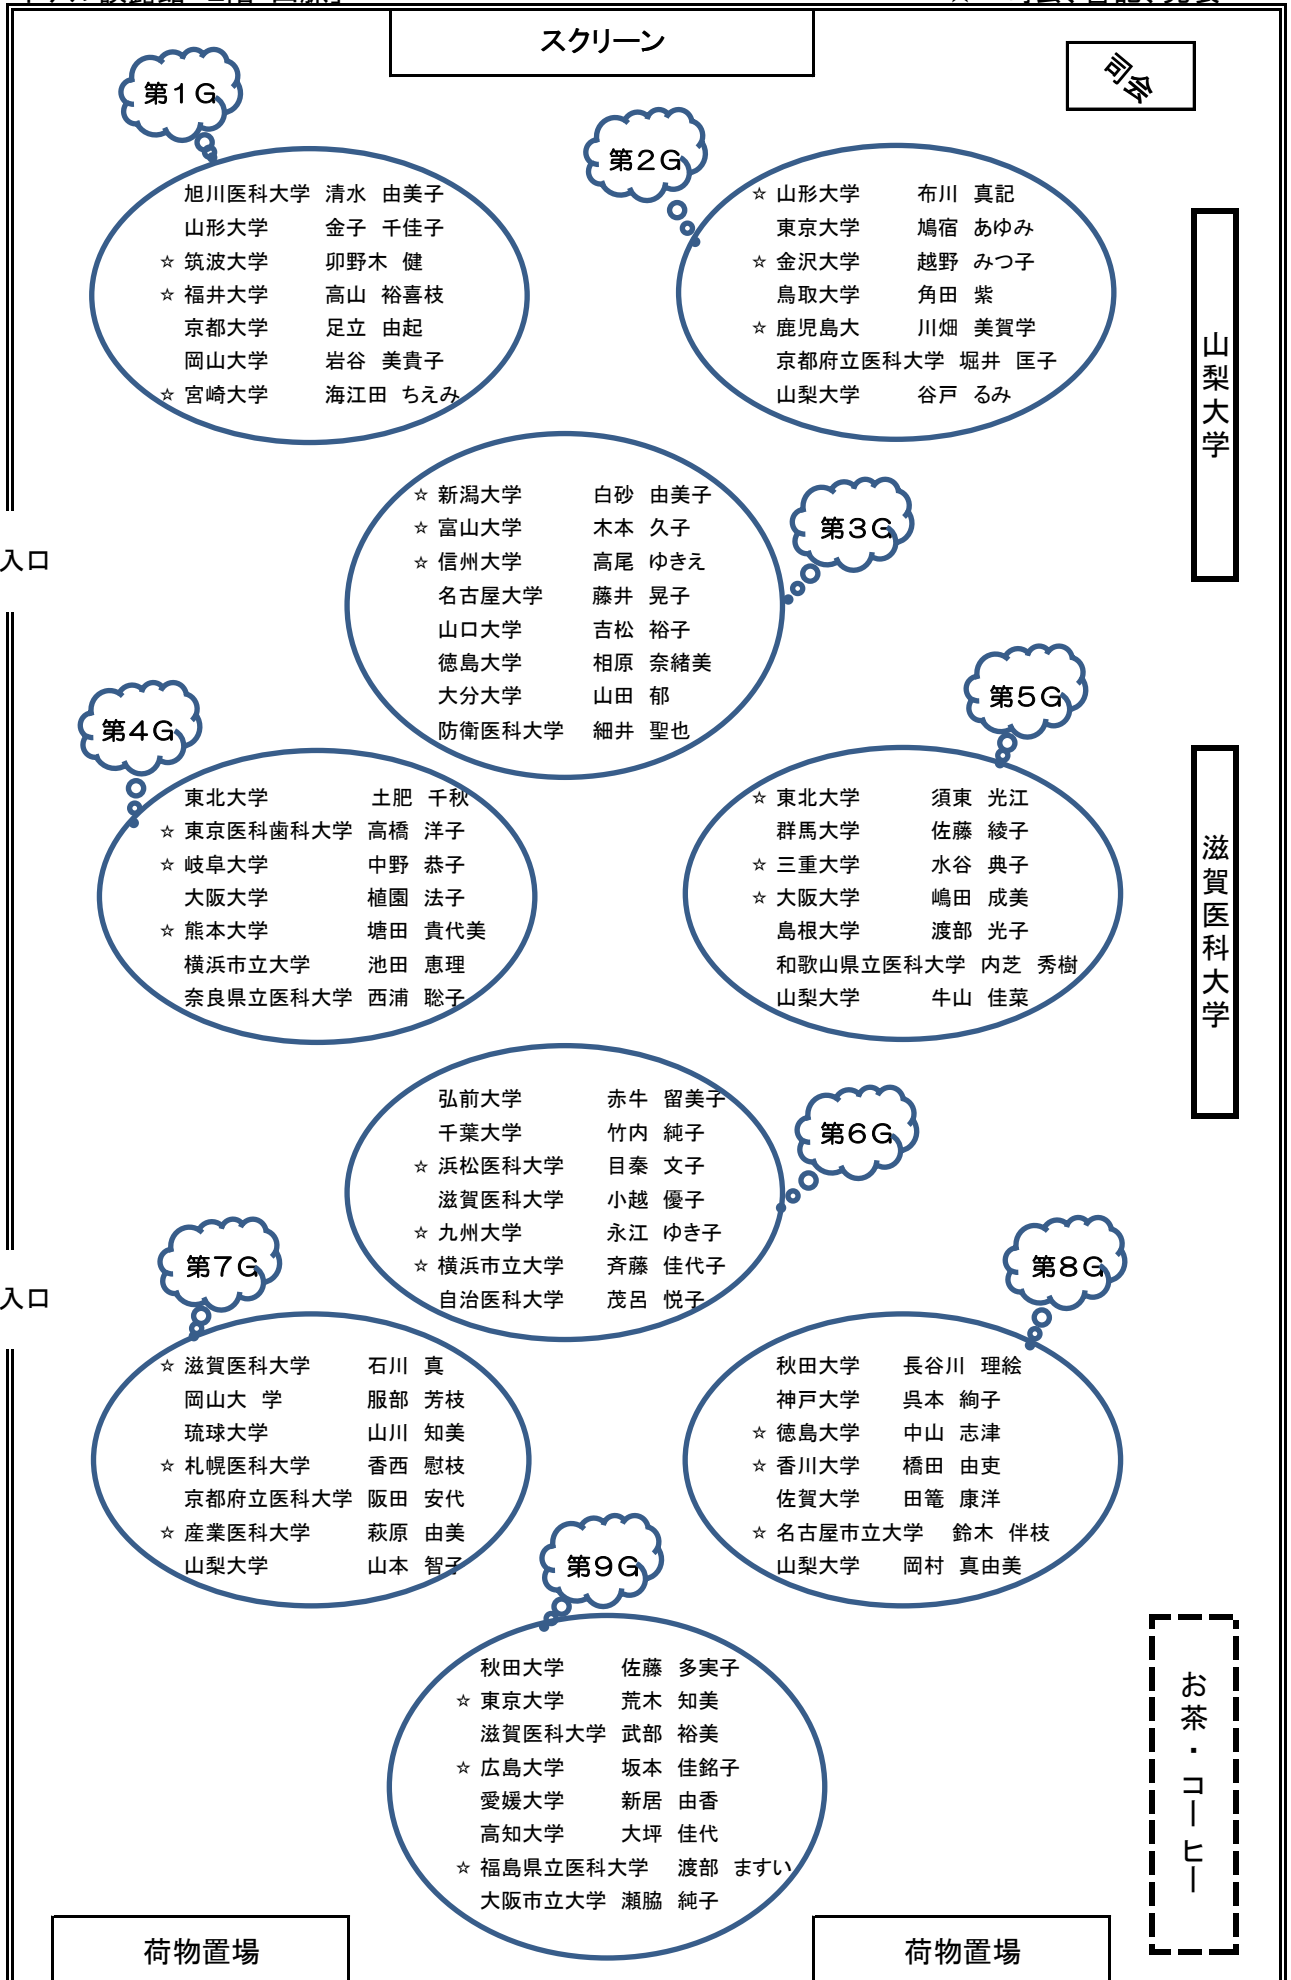 スクリーン
司会
第1G
旭川医科大学 清水 由美子
山形大学 金子 千佳子
☆ 筑波大学 卯野木 健
☆ 福井大学 高山 裕喜枝
京都大学 足立 由起
岡山大学 岩谷 美貴子
☆ 宮崎大学 海江田 ちえみ
第2G
☆ 山形大学 布川 真記
東京大学 鳩宿 あゆみ
☆ 金沢大学 越野 みつ子
鳥取大学 角田 紫
☆ 鹿児島大 川畑 美賀学
京都府立医科大学 堀井 匡子
山梨大学 谷戸 るみ
山梨大学
第3G
☆ 新潟大学 白砂 由美子
☆ 富山大学 木本 久子
☆ 信州大学 高尾 ゆきえ
名古屋大学 藤井 晃子
山口大学 吉松 裕子
徳島大学 相原 奈緒美
大分大学 山田 郁
防衛医科大学 細井 聖也
入口
第4G
東北大学 土肥 千秋
☆ 東京医科歯科大学 高橋 洋子
☆ 岐阜大学 中野 恭子
大阪大学 植園 法子
☆ 熊本大学 塘田 貴代美
横浜市立大学 池田 恵理
奈良県立医科大学 西浦 聡子
第5G
☆ 東北大学 須東 光江
群馬大学 佐藤 綾子
☆ 三重大学 水谷 典子
☆ 大阪大学 嶋田 成美
島根大学 渡部 光子
和歌山県立医科大学 内芝 秀樹
山梨大学 牛山 佳菜
滋賀医科大学
第6G
弘前大学 赤牛 留美子
千葉大学 竹内 純子
☆ 浜松医科大学 目秦 文子
滋賀医科大学 小越 優子
☆ 九州大学 永江 ゆき子
☆ 横浜市立大学 斉藤 佳代子
自治医科大学 茂呂 悦子
入口
第7G
☆ 滋賀医科大学 石川 真
岡山大 学 服部 芳枝
琉球大学 山川 知美
☆ 札幌医科大学 香西 慰枝
京都府立医科大学 阪田 安代
☆ 産業医科大学 萩原 由美
山梨大学 山本 智子
第8G
秋田大学 長谷川 理絵
神戸大学 呉本 絢子
☆ 徳島大学 中山 志津
☆ 香川大学 橋田 由吏
佐賀大学 田篭 康洋
☆ 名古屋市立大学 鈴木 伴枝
山梨大学 岡村 真由美
第9G
秋田大学 佐藤 多実子
☆ 東京大学 荒木 知美
滋賀医科大学 武部 裕美
☆ 広島大学 坂本 佳銘子
愛媛大学 新居 由香
高知大学 大坪 佳代
☆ 福島県立医科大学 渡部 ますい
大阪市立大学 瀬脇 純子
お茶・コーヒー
荷物置場
荷物置場